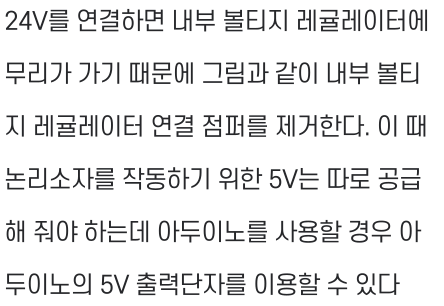 24V를 연결하면 내부 볼티지 레귤레이터에
무리가 가기 때문에 그림과 같이 내부 볼티
지 레귤레이터 연결 점퍼를 제거한다. 이 때
논리소자를 작동하기 위한 5V는 따로 공급
해 줘야 하는데 아두이노를 사용할 경우 아
두이노의 5V 출력단자를 이용할 수 있다